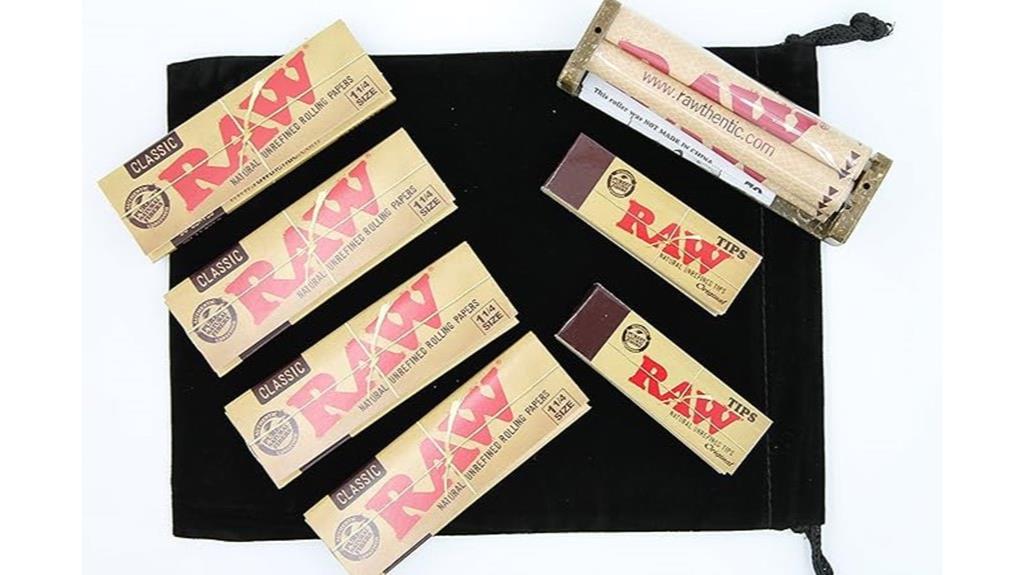 CLASSIC
RAW
NATURAL UNREFINED ROLLING PAPERS
1 1/4
SIZE
CLASSIC
RAW
NATURAL UNREFINED ROLLING PAPERS
1 1/4
SIZE
CLASSIC
RAW
NATURAL UNREFINED ROLLING PAPERS
1 1/4
SIZE
CLASSIC
RAW
NATURAL UNREFINED ROLLING PAPERS
1 1/4
SIZE
RAW
www.rawthentic.com
This roller was NOT MADE IN CHINA
RAW
TIPS
NATURAL UNREFINED TIPS
Original
RAW
TIPS
NATURAL UNREFINED TIPS
Original